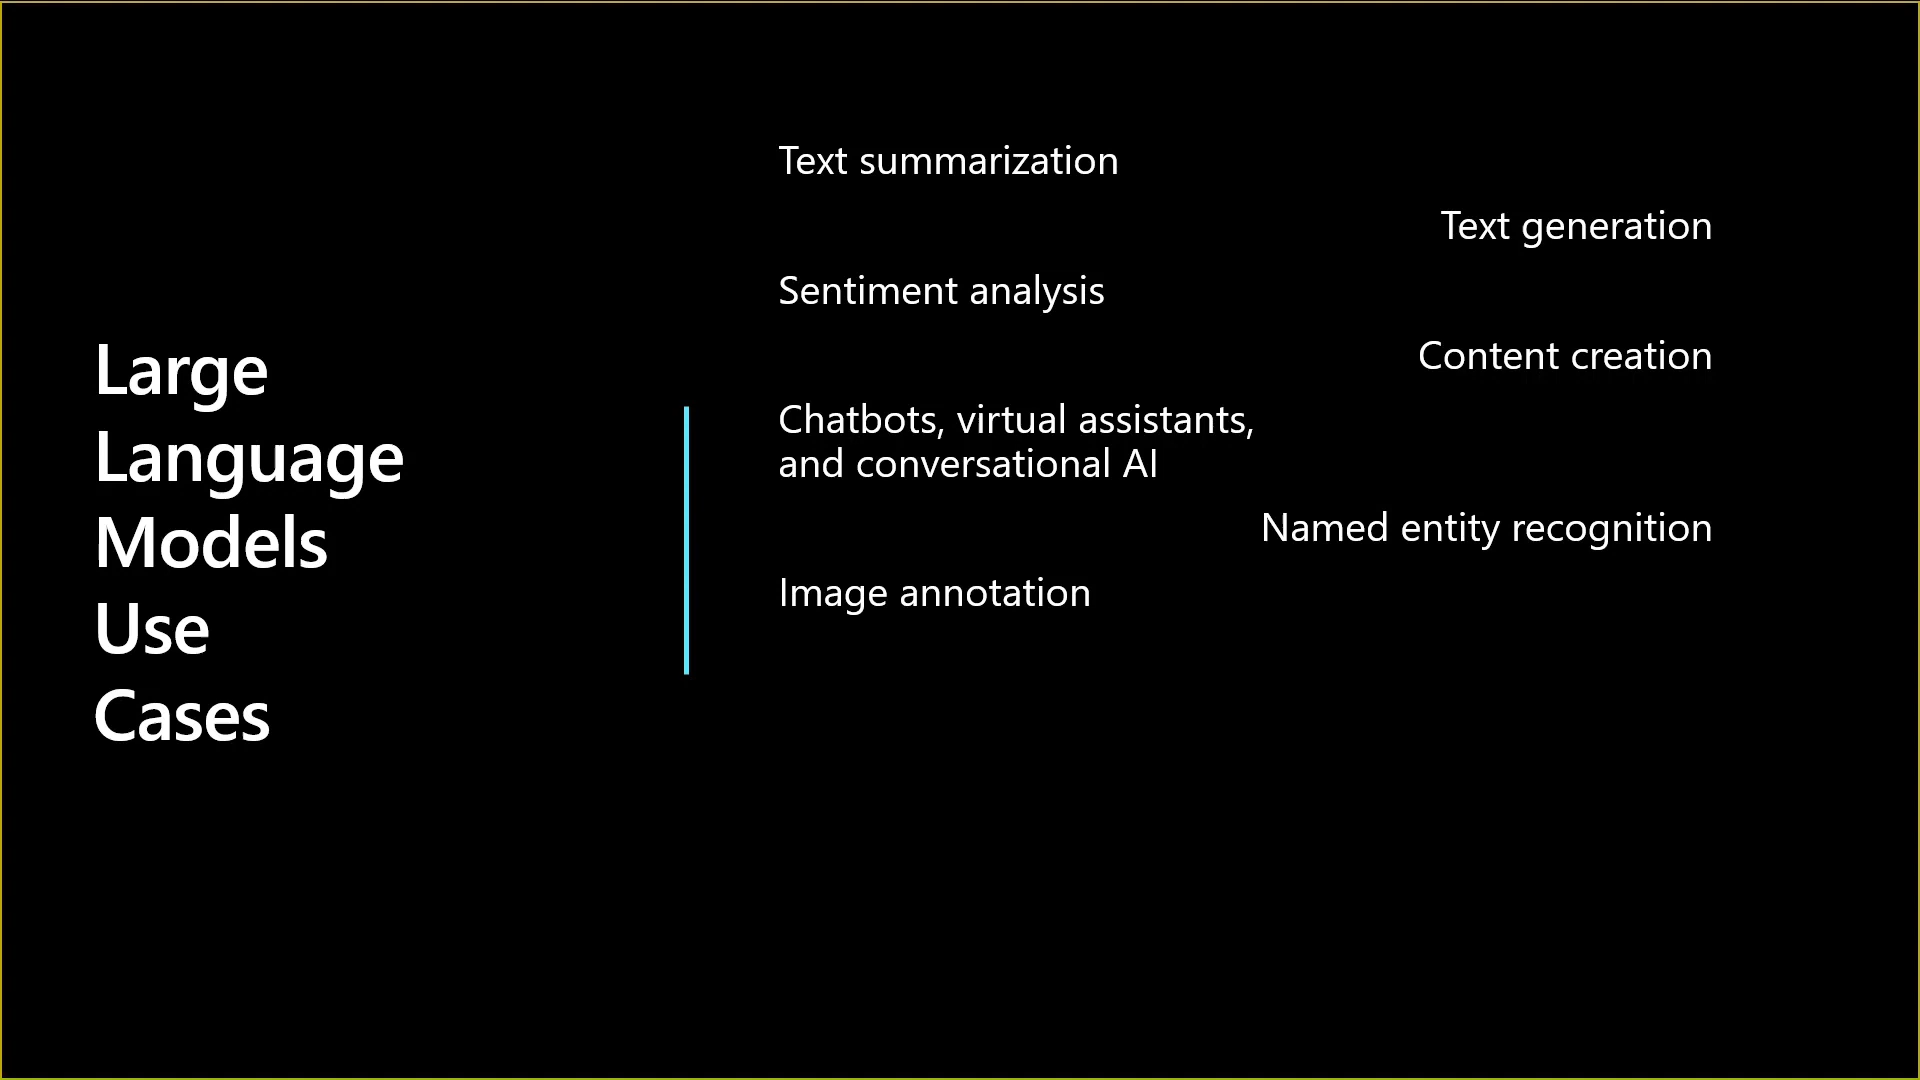 Large
Language
Models
Use
Cases
Text summarization
Text generation
Sentiment analysis
Content creation
Chatbots, virtual assistants,
and conversational AI
Named entity recognition
Image annotation